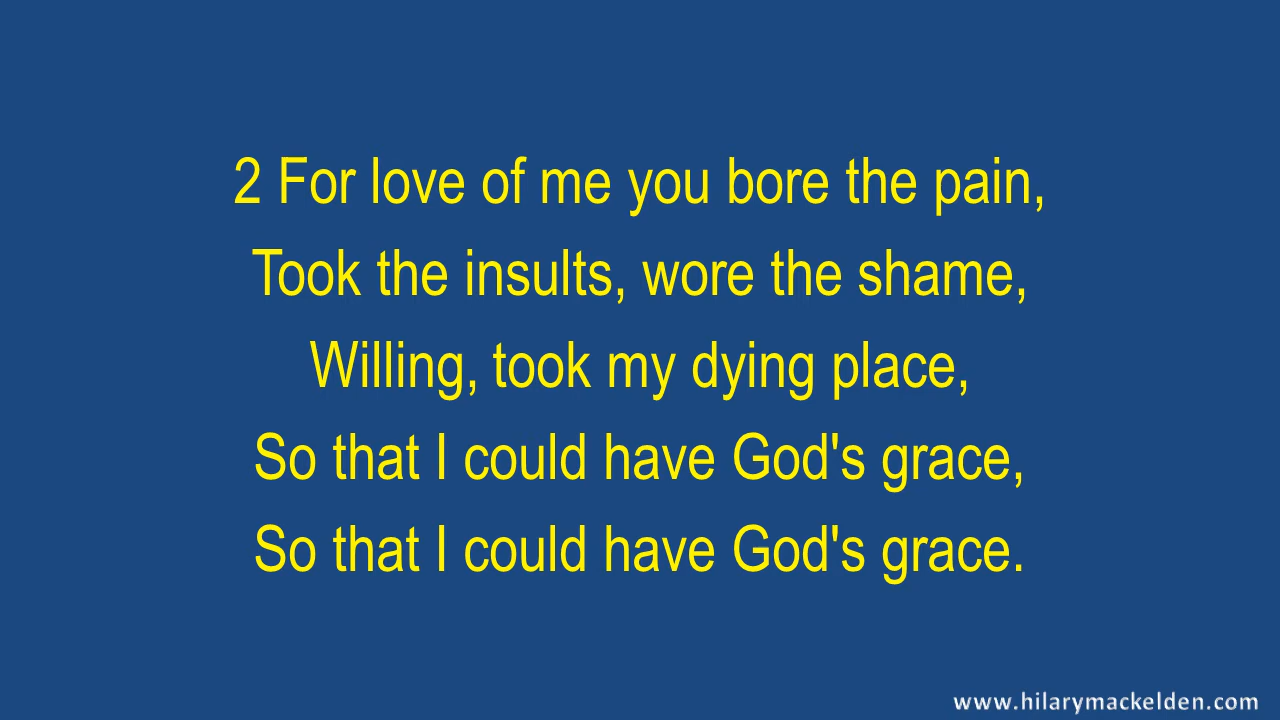 2 For love of me you bore the pain,
Took the insults, wore the shame,
Willing, took my dying place,
So that I could have God's grace,
So that I could have God's grace.
www.hilarymackelden.com